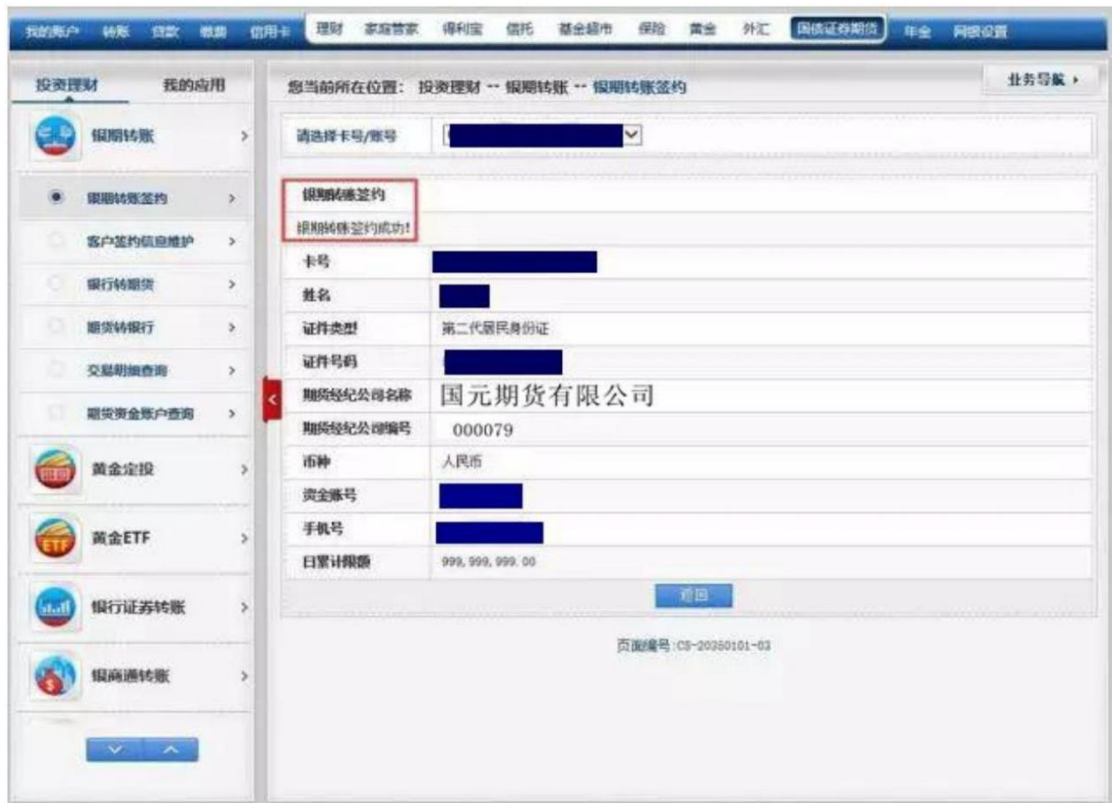 我的账户 转账 贷款 缴费 信用卡 理财 家庭管家 得利宝 信托 基金超市 保险 黄金 外汇 国债证券期货 年金 网银设置
投资理财 我的应用
您当前所在位置： 投资理财 -- 银期转账 -- 银期转账签约
业务导航
银期转账
请选择卡号/账号
银期转账签约
客户签约信息维护
银行转期货
期货转银行
交易明细查询
期货资金账户查询
黄金定投
黄金ETF
ETF
银行证券转账
银商通转账
银期转账签约
银期转账签约成功!
卡号
姓名
证件类型 第二代居民身份证
证件号码
期货经纪公司名称 国元期货有限公司
期货经纪公司编号 000079
币种 人民币
资金账号
手机号
日累计限额 999,999,999.00
返回
页面编号:CS-20350101-03